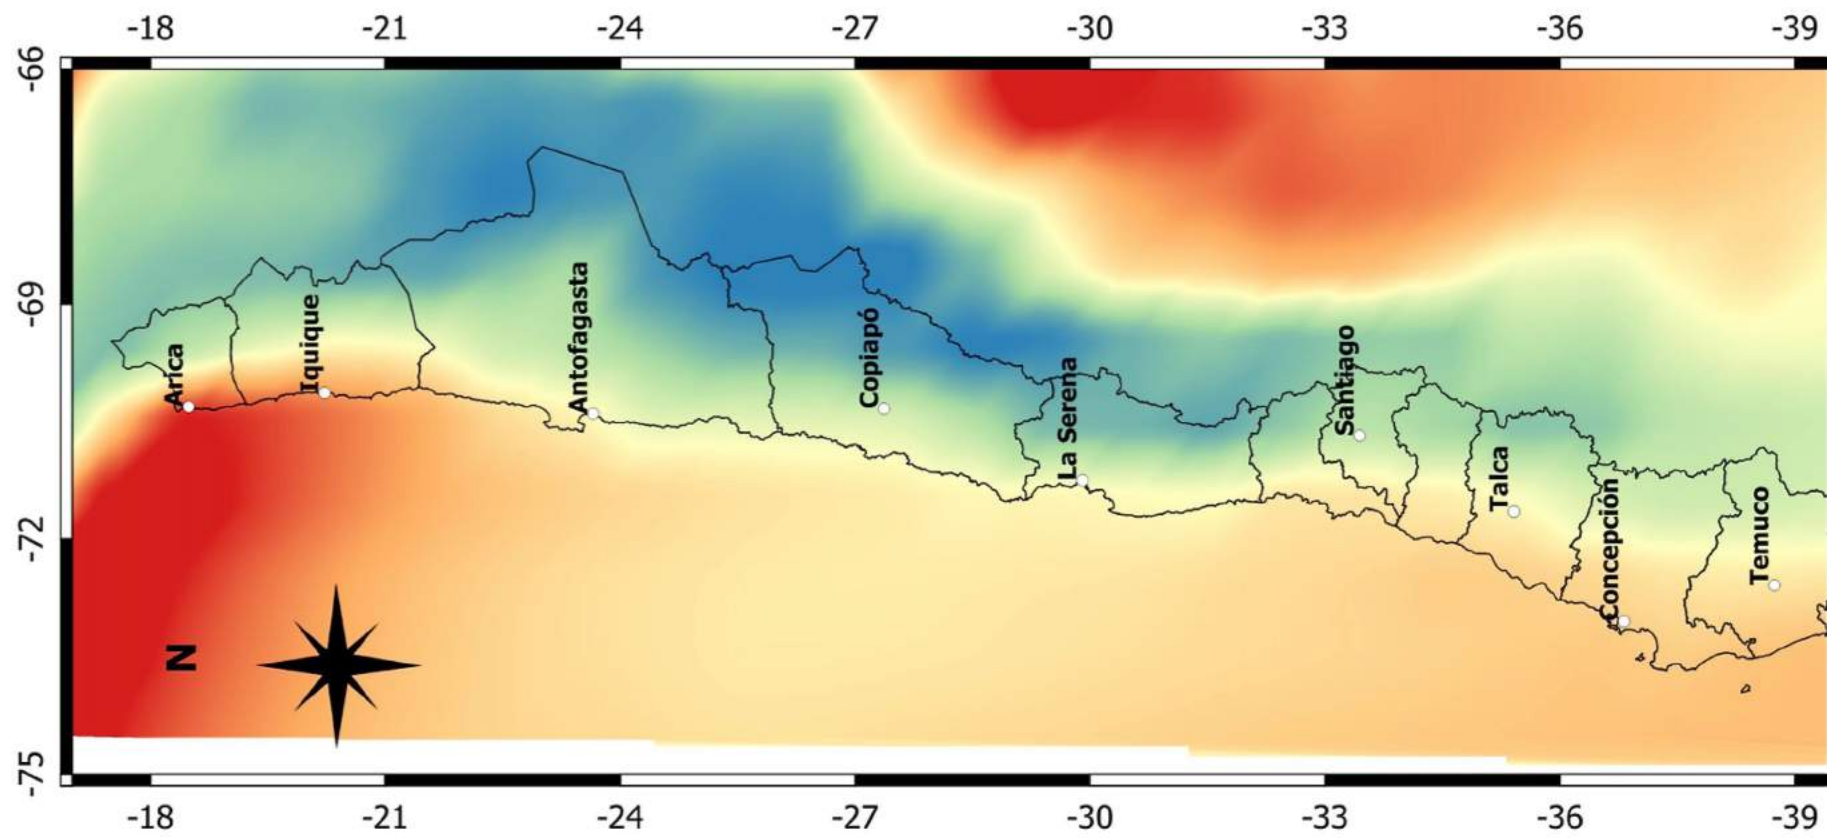 -18 -21 -24 -27 -30 -33 -36 -39
-66
-69
-72
-75
Arica
Iquique
Antofagasta
Copiapó
La Serena
Santiago
Talca
Concepción
Temuco
N
-18 -21 -24 -27 -30 -33 -36 -39